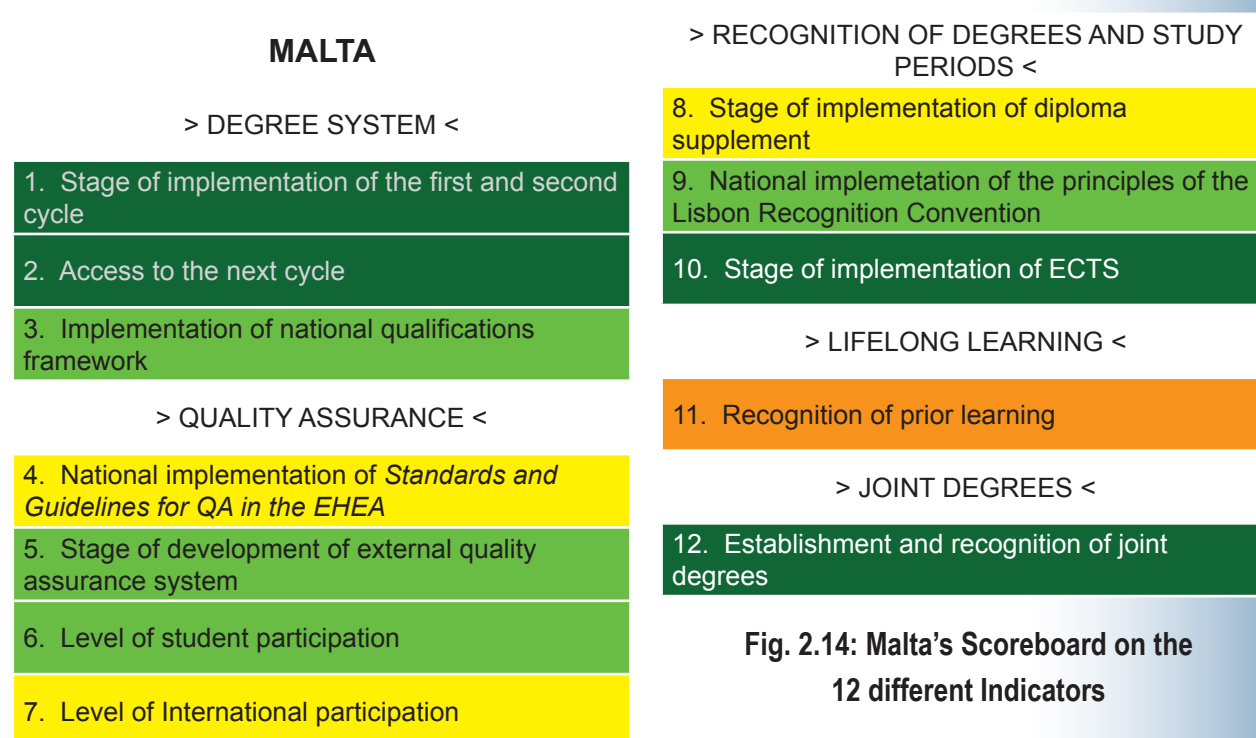 MALTA
> DEGREE SYSTEM <
1. Stage of implementation of the first and second
cycle
2. Access to the next cycle
3. Implementation of national qualifications
framework
> QUALITY ASSURANCE <
4. National implementation of Standards and
Guidelines for QA in the EHEA
5. Stage of development of external quality
assurance system
6. Level of student participation
7. Level of International participation
> RECOGNITION OF DEGREES AND STUDY
PERIODS <
8. Stage of implementation of diploma
supplement
9. National implemetation of the principles of the
Lisbon Recognition Convention
10. Stage of implementation of ECTS
> LIFELONG LEARNING <
11. Recognition of prior learning
> JOINT DEGREES <
12. Establishment and recognition of joint
degrees
Fig. 2.14: Malta's Scoreboard on the
12 different Indicators